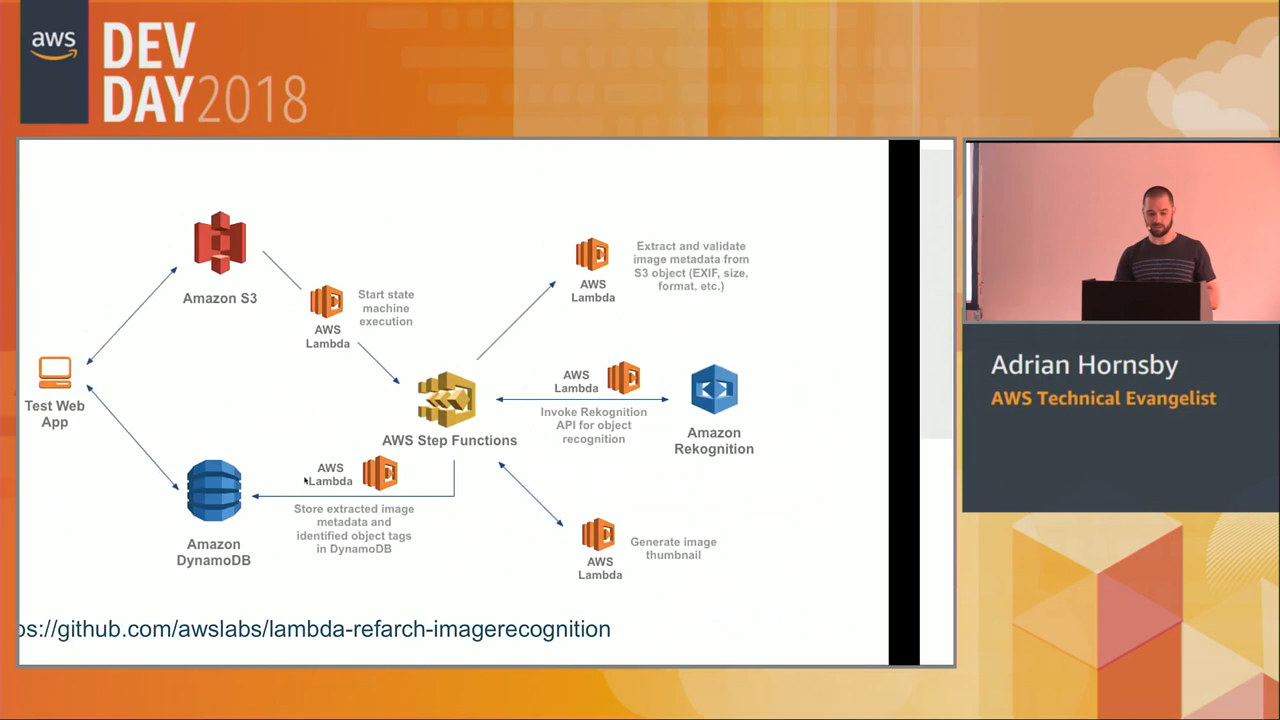 aws
DEV
DAY2018
Amazon S3
AWS
Lambda
Start state
machine
execution
AWS
Lambda
Extract and validate
image metadata from
S3 object (EXIF, size,
format, etc.)
Test Web
App
AWS Step Functions
AWS
Lambda
Invoke Rekognition
API for object
recognition
Amazon
Rekognition
AWS
Lambda
Store extracted image
metadata and
identified object tags
in DynamoDB
Amazon
DynamoDB
AWS
Lambda
Generate image
thumbnail
ps://github.com/awslabs/lambda-refarch-imagerecognition
Adrian Hornsby
AWS Technical Evangelist